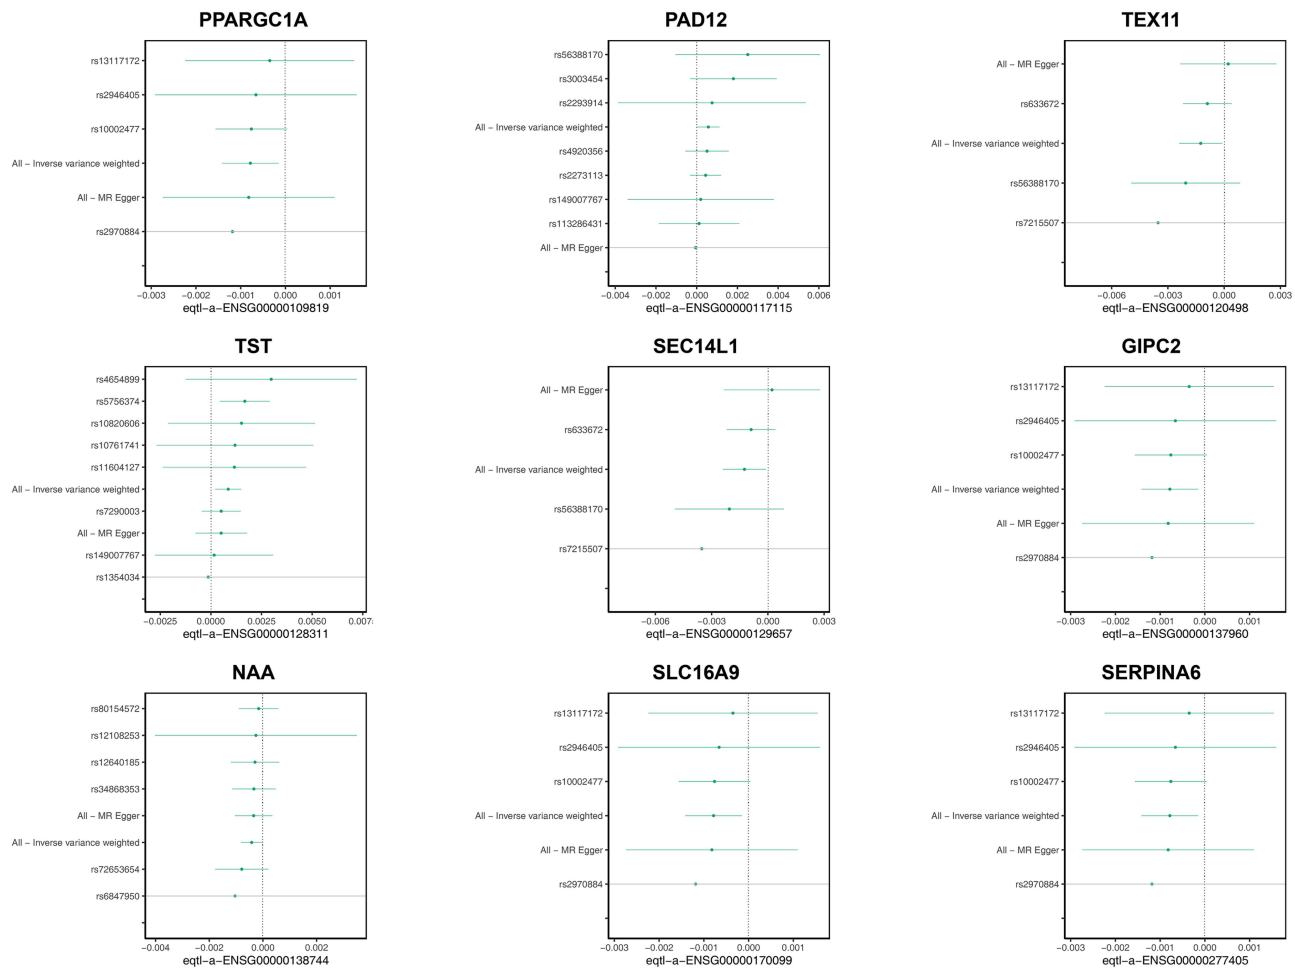 PPARGC1A
rs13117172
rs2946405
rs10002477
All − Inverse variance weighted
All − MR Egger
rs2970884
−0.003 −0.002 −0.001 0.000 0.001
eqtl−a−ENSG00000109819
PAD12
rs56388170
rs3003454
rs2293914
All − Inverse variance weighted
rs4920356
rs2273113
rs149007767
rs113286431
All − MR Egger
−0.004 −0.002 0.000 0.002 0.004 0.006
eqtl−a−ENSG00000117115
TEX11
All − MR Egger
rs633672
All − Inverse variance weighted
rs56388170
rs7215507
−0.006 −0.003 0.000 0.003
eqtl−a−ENSG00000120498
TST
rs4654899
rs5756374
rs10820606
rs10761741
rs11604127
All − Inverse variance weighted
rs7290003
All − MR Egger
rs149007767
rs1354034
−0.0025 0.0000 0.0025 0.0050 0.007
eqtl−a−ENSG00000128311
SEC14L1
All − MR Egger
rs633672
All − Inverse variance weighted
rs56388170
rs7215507
−0.006 −0.003 0.000 0.003
eqtl−a−ENSG00000129657
GIPC2
rs13117172
rs2946405
rs10002477
All − Inverse variance weighted
All − MR Egger
rs2970884
−0.003 −0.002 −0.001 0.000 0.001
eqtl−a−ENSG00000137960
NAA
rs80154572
rs12108253
rs12640185
rs34868353
All − MR Egger
All − Inverse variance weighted
rs72653654
rs6847950
−0.004 −0.002 0.000 0.002
eqtl−a−ENSG00000138744
SLC16A9
rs13117172
rs2946405
rs10002477
All − Inverse variance weighted
All − MR Egger
rs2970884
−0.003 −0.002 −0.001 0.000 0.001
eqtl−a−ENSG00000170099
SERPINA6
rs13117172
rs2946405
rs10002477
All − Inverse variance weighted
All − MR Egger
rs2970884
−0.003 −0.002 −0.001 0.000 0.001
eqtl−a−ENSG00000277405